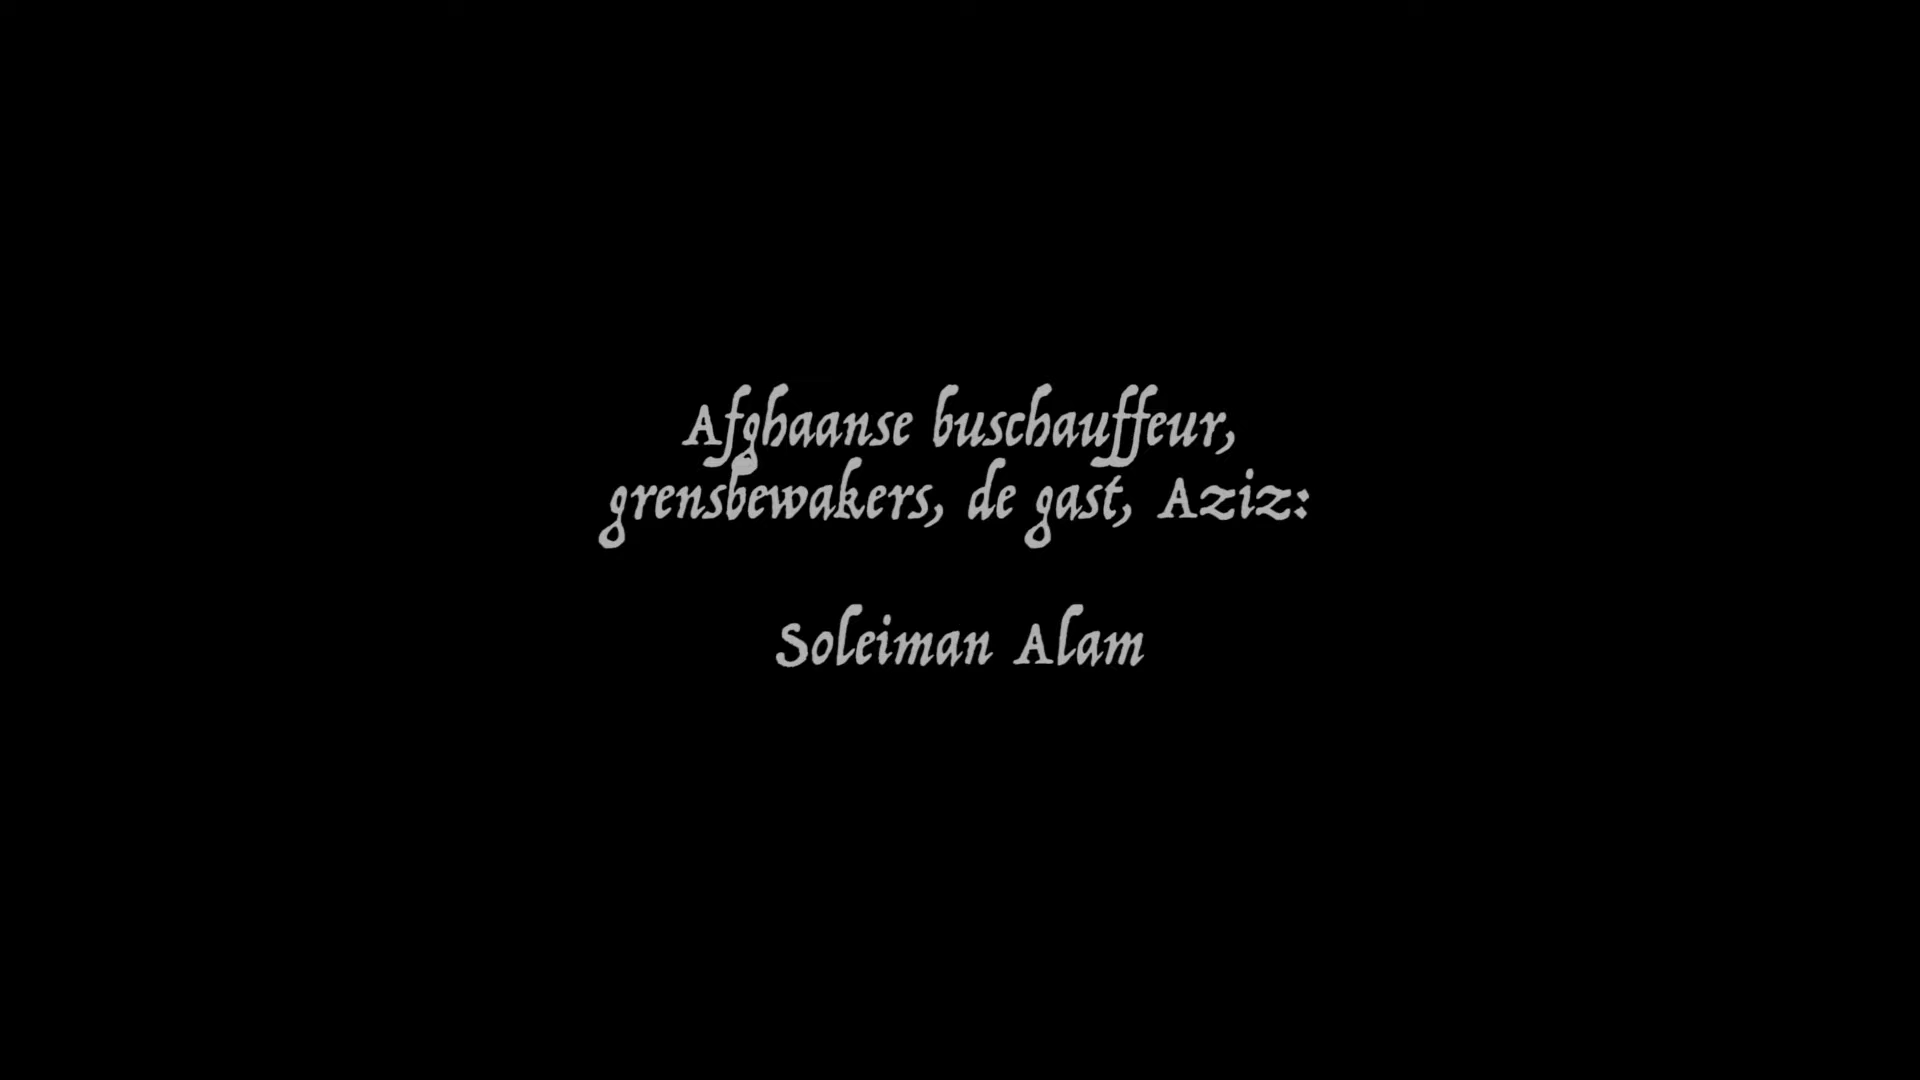 Afghaanse buschauffeur,
grensbewakers, de gast, Aziz:
Soleiman Alam